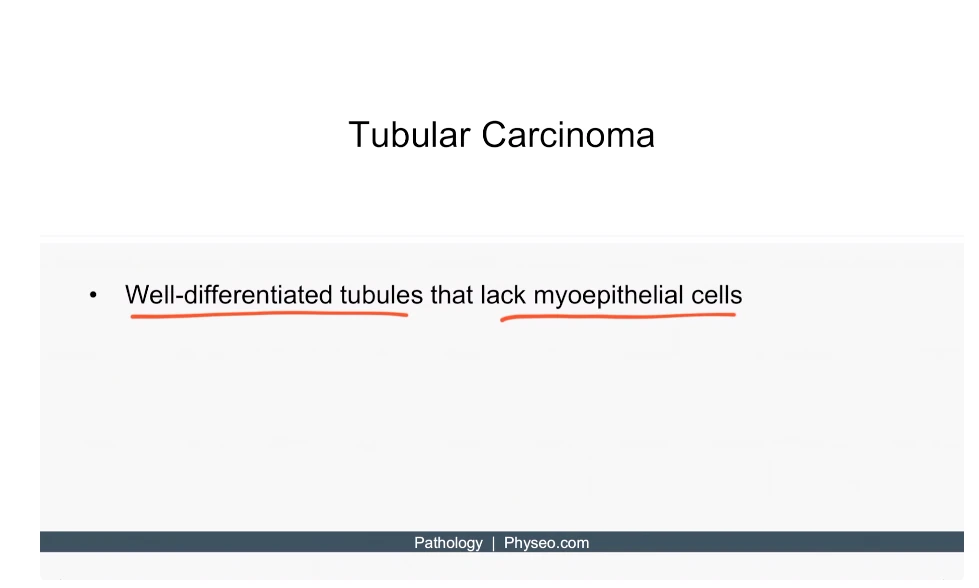 Tubular Carcinoma
• Well-differentiated tubules that lack myoepithelial cells
Pathology | Physeo.com